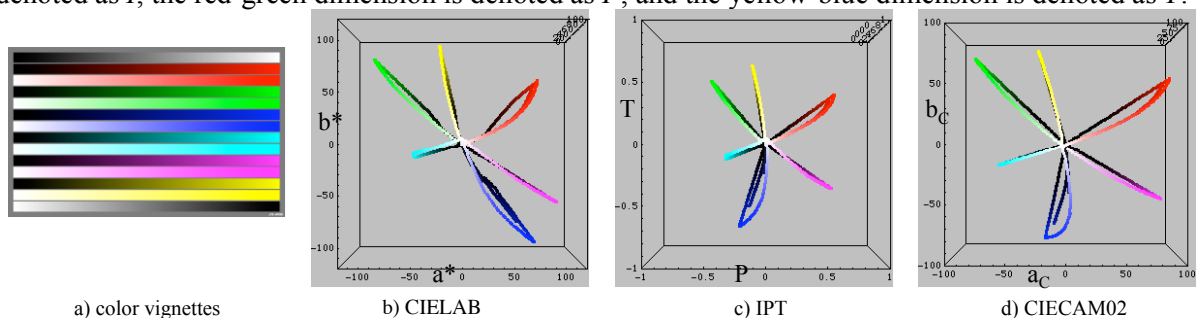 denoted as I, the red-green dimension is denoted as P, and the yellow-blue dimension is denoted as T.
100
50
b*
0
-50
-100
-100
-50
0
50
100
a*
1
T
0.5
0
-0.5
-1
-1
-0.5
0
0.5
1
P
100
b_C
50
0
-50
-100
-100
-50
0
50
100
a_C
a) color vignettes
b) CIELAB
c) IPT
d) CIECAM02